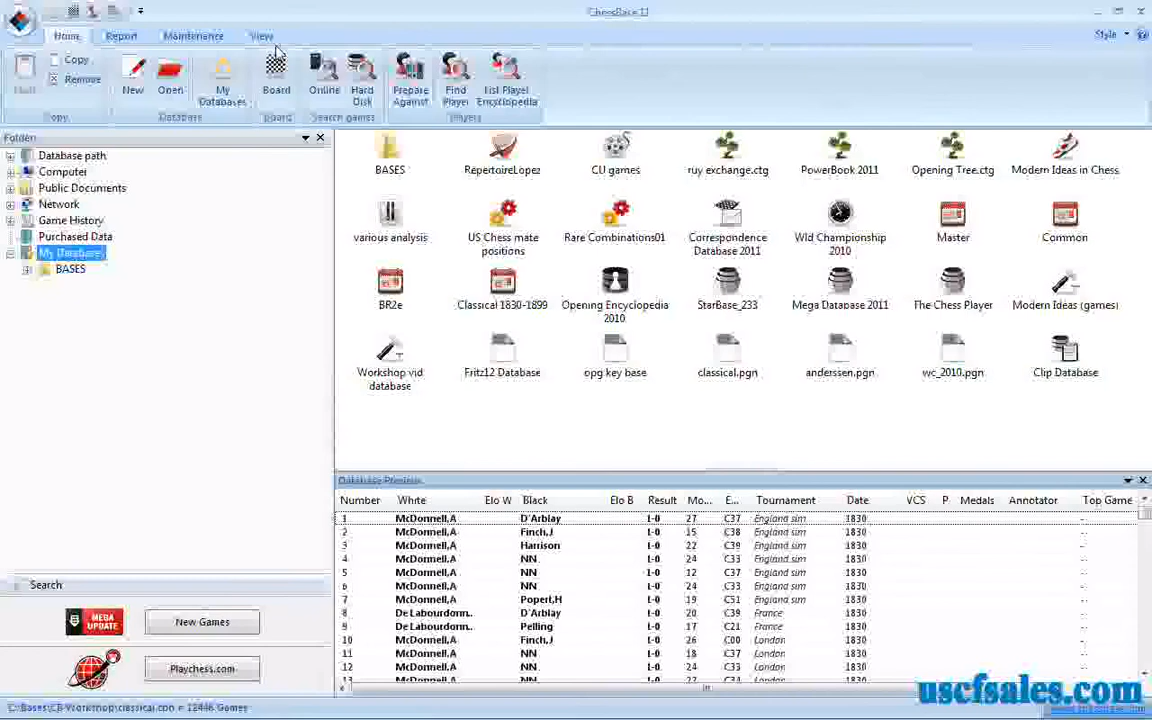 ChessBase 11
Home Report Maintenance View Style
Copy
Remove
New Open My Databases Board Online Hard Disk Prepare Against Find Player List Player Encyclopedia
Copy Database Board Search games Players
Folders
Database path
Computer
Public Documents
Network
Game History
Purchased Data
My Databases
BASES
BASES RepertoireLopez CU games ruy exchange.ctg PowerBook 2011 Opening Tree.ctg Modern Ideas in Chess
various analysis US Chess mate positions Rare Combinations01 Correspondence Database 2011 Wld Championship 2010 Master Common
BR2e Classical 1830-1899 Opening Encyclopedia 2010 StarBase_233 Mega Database 2011 The Chess Player Modern Ideas (games)
Workshop vid database Fritz12 Database opg key base classical.pgn anderssen.pgn wc_2010.pgn Clip Database
Database Preview
Number White Elo W Black Elo B Result Mo... E... Tournament Date VCS P Medals Annotator Top Game
1 McDonnell,A D'Arblay 1-0 27 C37 England sim 1830 --
2 McDonnell,A Finch,J 1-0 15 C38 England sim 1830 --
3 McDonnell,A Harrison 1-0 22 C39 England sim 1830 --
4 McDonnell,A NN 1-0 24 C33 England sim 1830 --
5 McDonnell,A NN 1-0 12 C37 England sim 1830 --
6 McDonnell,A NN 1-0 24 C33 England sim 1830 --
7 McDonnell,A Popert,H 1-0 19 C51 England sim 1830 --
8 De Labourdonn.. D'Arblay 1-0 20 C39 France 1830 --
9 De Labourdonn.. Pelling 1-0 17 C21 France 1830 --
10 McDonnell,A Finch,J 1-0 26 C00 London 1830 --
11 McDonnell,A NN 1-0 18 C37 London 1830 --
12 McDonnell,A NN 1-0 24 C33 London 1830 --
13 McDonnell,A NN 1-0 London 1830
Search
MEGA UPDATE New Games
Playchess.com
uscfsales.com
C:\Bases\CB Workshop\classical.pgn = 12446 Games